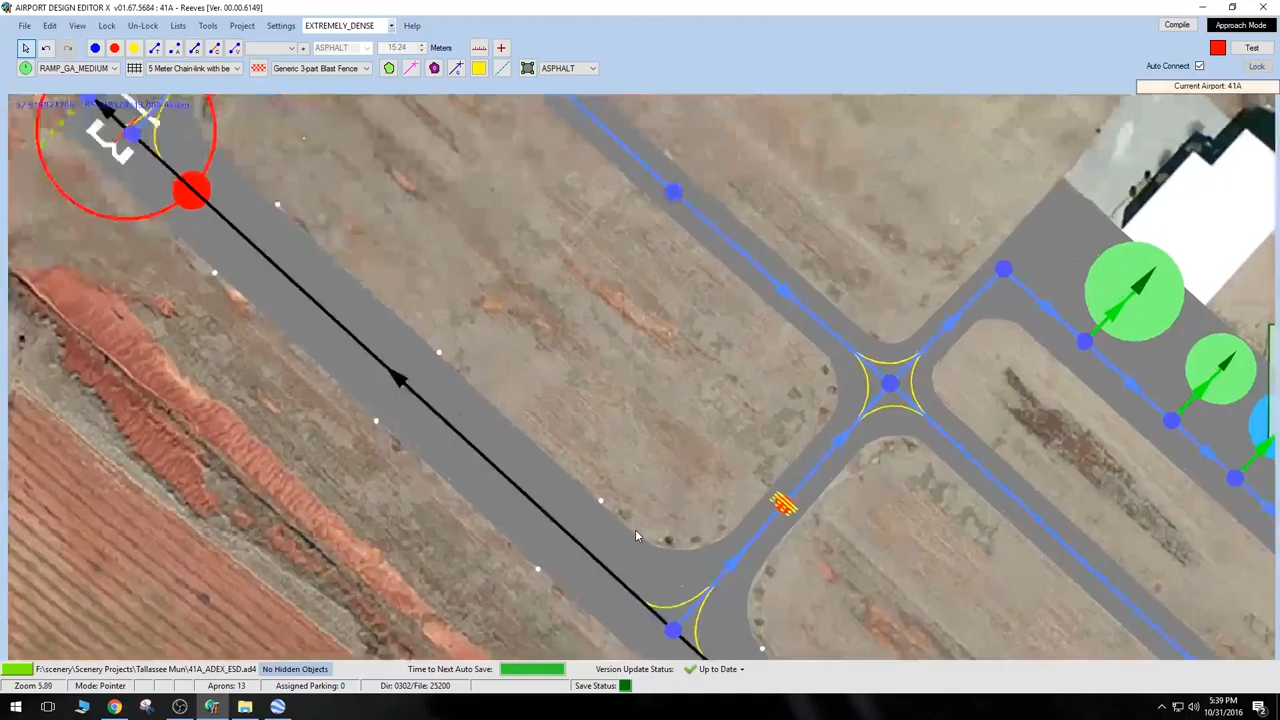 AIRPORT DESIGN EDITOR X v01.67.5684 : 41A - Reeves [Ver. 00.00.6149]
File Edit View Lock Un-Lock Lists Tools Project Settings EXTREMELY_DENSE Help Compile Approach Mode
ASPHALT 15.24 Meters Test
RAMP_GA_MEDIUM 5 Meter Chain-link with be Generic 3-part Blast Fence ASPHALT Auto Connect Lock
Current Airport: 41A
F:\scenery\Scenery Projects\Tallassee Mun\41A_ADEX_ESD.ad4 No Hidden Objects Time to Next Auto Save: Version Update Status: Up to Date
Zoom 5.89 Mode: Pointer Aprons: 13 Assigned Parking: 0 Dir: 0302/File: 25200 Save Status:
5:39 PM
10/31/2016